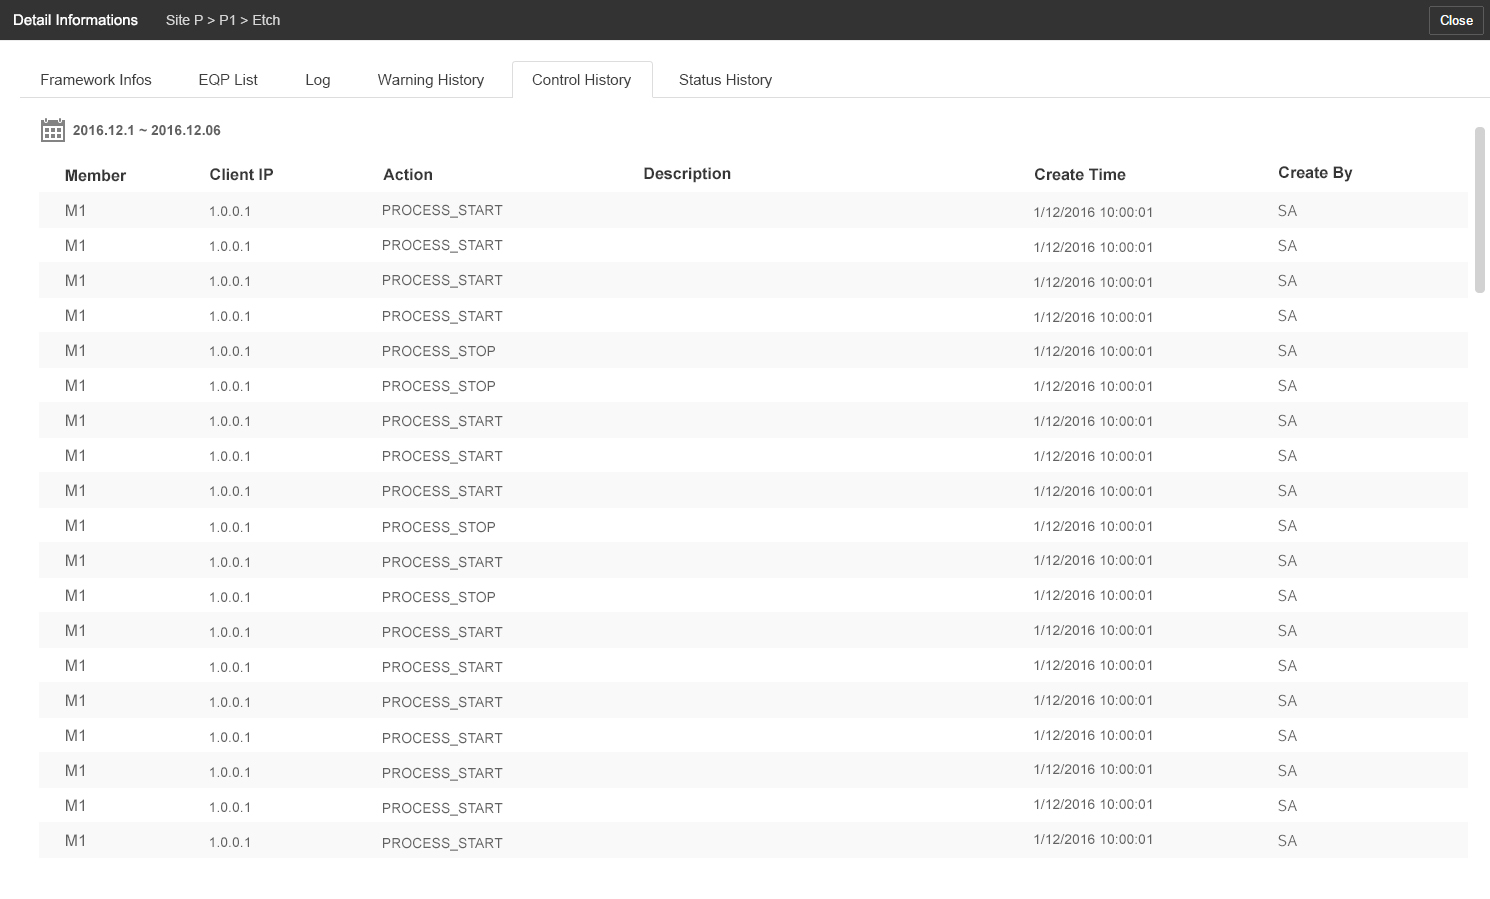 Detail Informations Site P > P1 > Etch Close
Framework Infos EQP List Log Warning History Control History Status History
2016.12.1 ~ 2016.12.06
Member Client IP Action Description Create Time Create By
M1 1.0.0.1 PROCESS_START 1/12/2016 10:00:01 SA
M1 1.0.0.1 PROCESS_START 1/12/2016 10:00:01 SA
M1 1.0.0.1 PROCESS_START 1/12/2016 10:00:01 SA
M1 1.0.0.1 PROCESS_START 1/12/2016 10:00:01 SA
M1 1.0.0.1 PROCESS_STOP 1/12/2016 10:00:01 SA
M1 1.0.0.1 PROCESS_STOP 1/12/2016 10:00:01 SA
M1 1.0.0.1 PROCESS_START 1/12/2016 10:00:01 SA
M1 1.0.0.1 PROCESS_START 1/12/2016 10:00:01 SA
M1 1.0.0.1 PROCESS_START 1/12/2016 10:00:01 SA
M1 1.0.0.1 PROCESS_STOP 1/12/2016 10:00:01 SA
M1 1.0.0.1 PROCESS_START 1/12/2016 10:00:01 SA
M1 1.0.0.1 PROCESS_STOP 1/12/2016 10:00:01 SA
M1 1.0.0.1 PROCESS_START 1/12/2016 10:00:01 SA
M1 1.0.0.1 PROCESS_START 1/12/2016 10:00:01 SA
M1 1.0.0.1 PROCESS_START 1/12/2016 10:00:01 SA
M1 1.0.0.1 PROCESS_START 1/12/2016 10:00:01 SA
M1 1.0.0.1 PROCESS_START 1/12/2016 10:00:01 SA
M1 1.0.0.1 PROCESS_START 1/12/2016 10:00:01 SA
M1 1.0.0.1 PROCESS_START 1/12/2016 10:00:01 SA